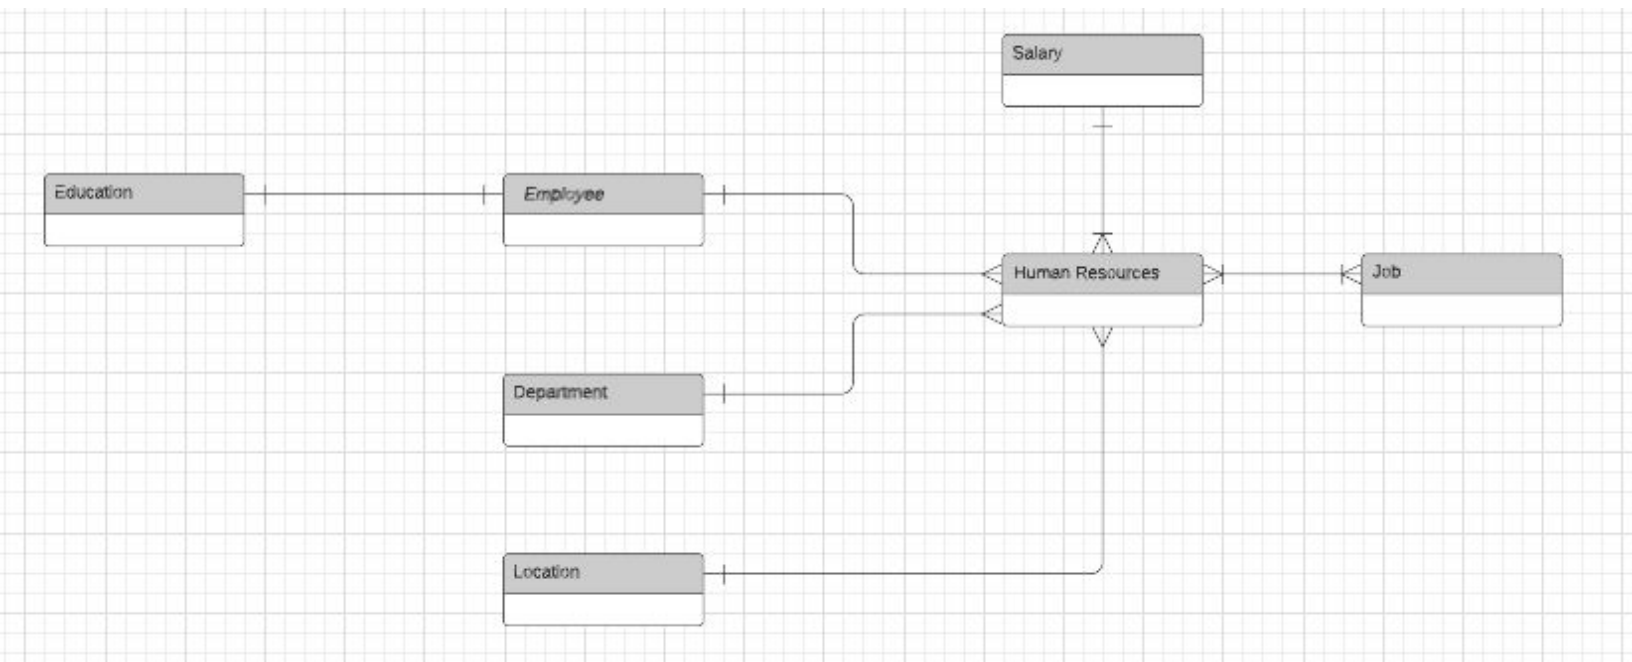 Salary
Education
Employee
Human Resources
Job
Department
Location